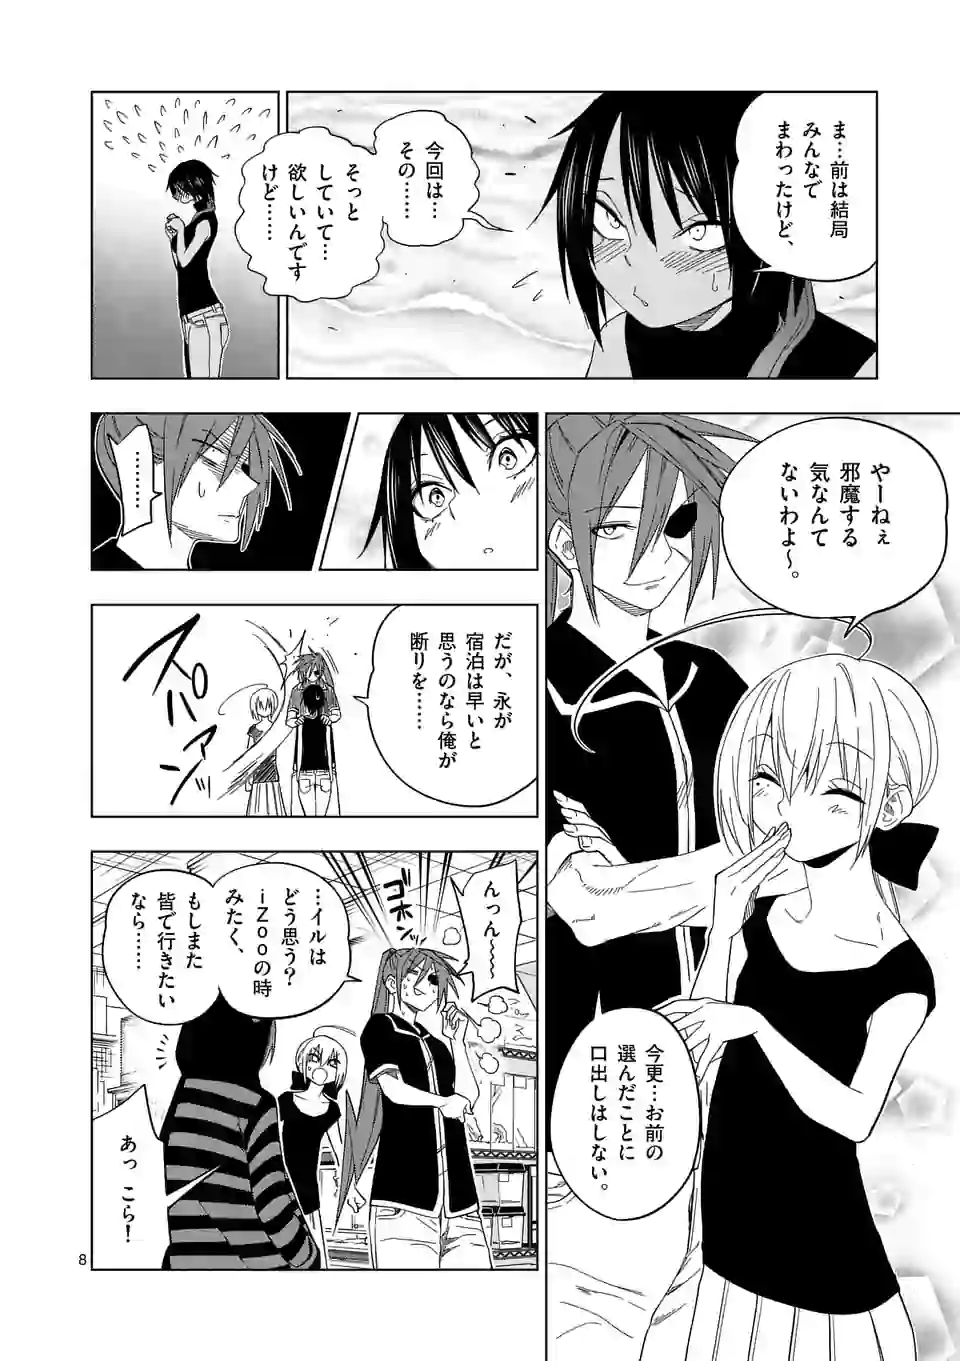 ま…前は結局
みんなで
まわったけど、
今回は…
その……
そっと
していて…
欲しいんです
けど……
やーねぇ
邪魔する
気なんて
ないわよ～。
今更…お前の
選んだことに
口出しはしない。
………
だが、永が
宿泊は早いと
思うのなら俺が
断りを……
ズパ
ァンッ
んっん～～
ゴホンッ
…イルは
どう思う？
iZooの時
みたく、
もしまた
皆で行きたい
なら……
あっ こら！
8